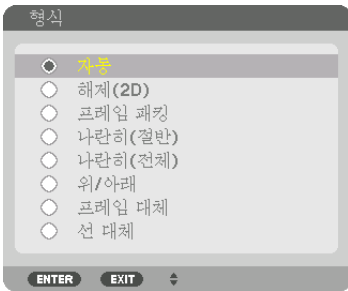 형식
자동
해제(2D)
프레임 패킹
나란히(절반)
나란히(전체)
위/아래
프레임 대체
선 대체
ENTER EXIT